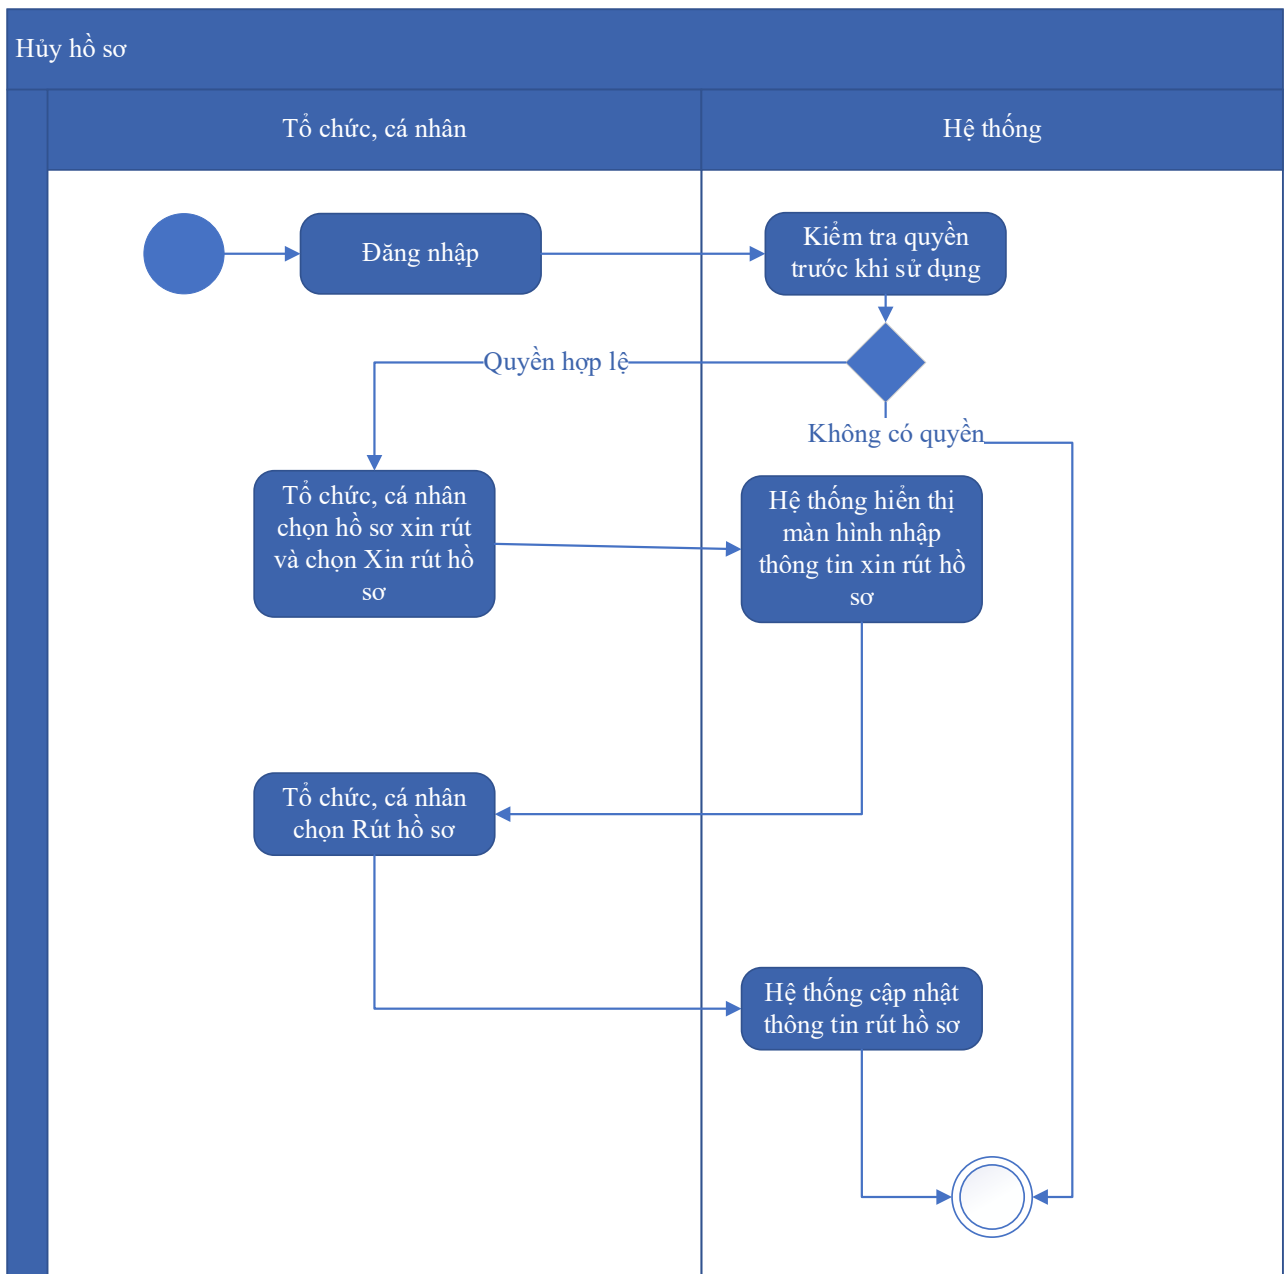 Hủy hồ sơ
Tổ chức, cá nhân
Hệ thống
Đăng nhập
Kiểm tra quyền
trước khi sử dụng
Quyền hợp lệ
Không có quyền
Tổ chức, cá nhân
chọn hồ sơ xin rút
và chọn Xin rút hồ
sơ
Hệ thống hiển thị
màn hình nhập
thông tin xin rút hồ
sơ
Tổ chức, cá nhân
chọn Rút hồ sơ
Hệ thống cập nhật
thông tin rút hồ sơ